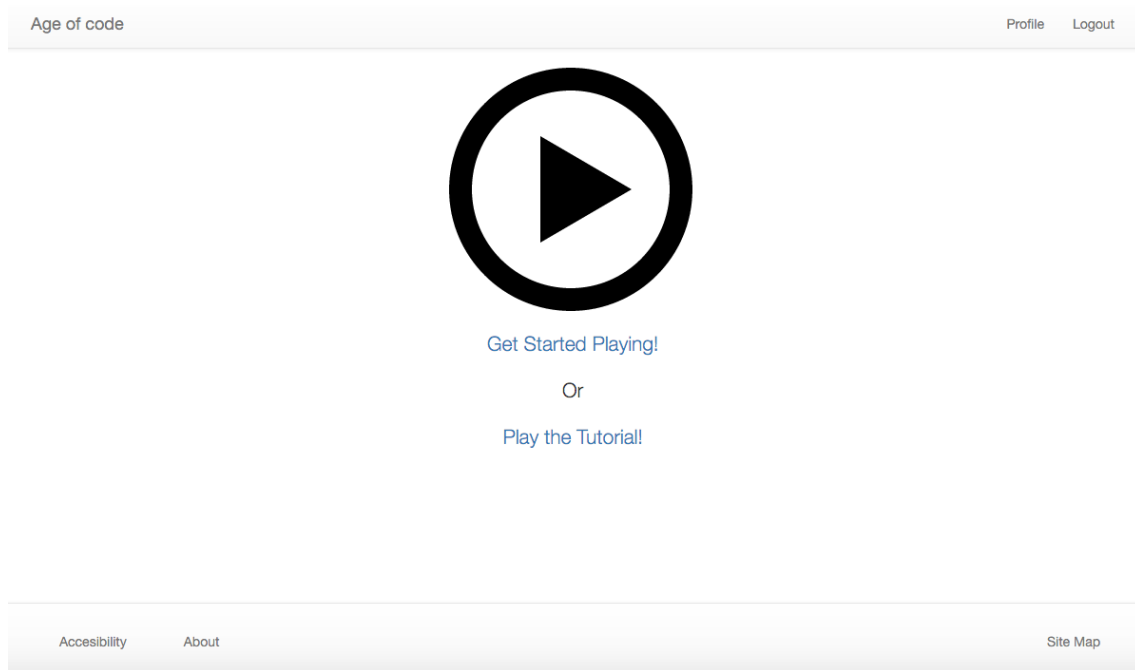 Age of code Profile Logout
Get Started Playing!
Or
Play the Tutorial!
Accesibility About Site Map